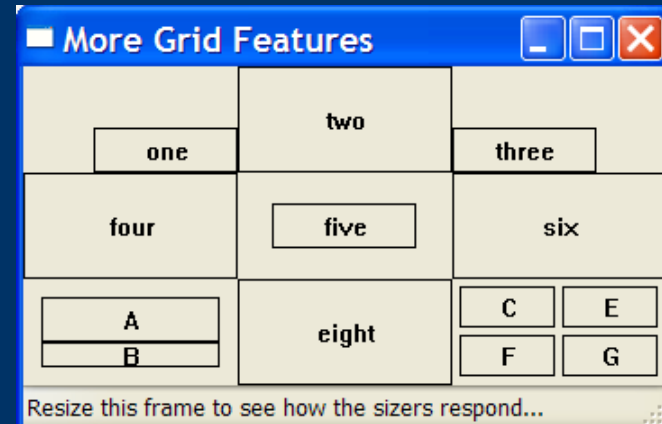 More Grid Features
two
one
three
four
five
six
A
B
eight
C
E
F
G
Resize this frame to see how the sizers respond...